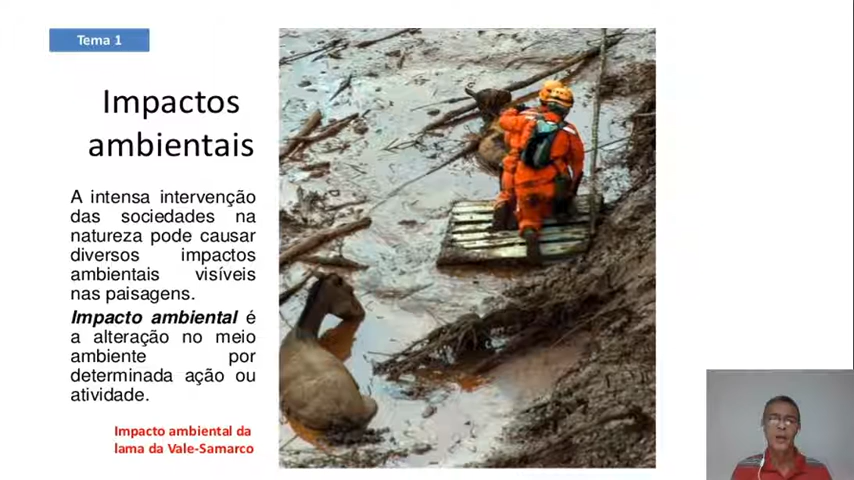 Tema 1
Impactos
ambientais
A intensa intervenção
das sociedades na
natureza pode causar
diversos impactos
ambientais visíveis
nas paisagens.
Impacto ambiental é
a alteração no meio
ambiente por
determinada ação ou
atividade.
Impacto ambiental da
lama da Vale-Samarco